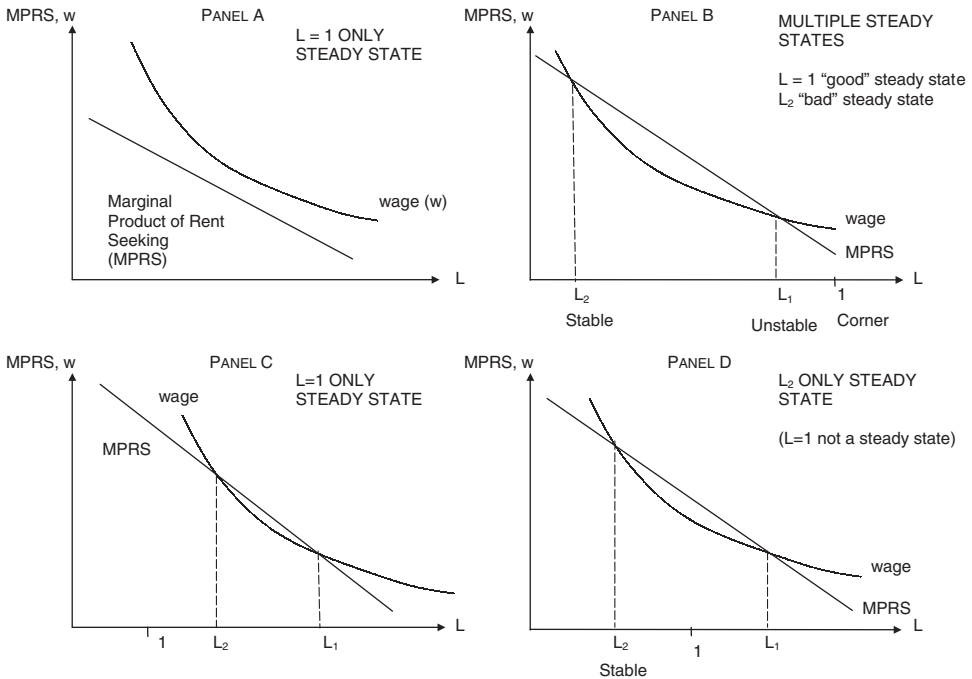 MPRS, w
PANEL A
L = 1 ONLY
STEADY STATE
Marginal
Product of Rent
Seeking
(MPRS)
wage (w)
L
MPRS, w
PANEL B
MULTIPLE STEADY
STATES
L = 1 “good” steady state
L₂ “bad” steady state
wage
MPRS
L
L₂
L₁
1
Stable
Unstable
Corner
MPRS, w
PANEL C
L=1 ONLY
STEADY STATE
wage
MPRS
L
1
L₂
L₁
MPRS, w
PANEL D
L₂ ONLY STEADY
STATE
(L=1 not a steady state)
wage
MPRS
L
L₂
1
L₁
Stable